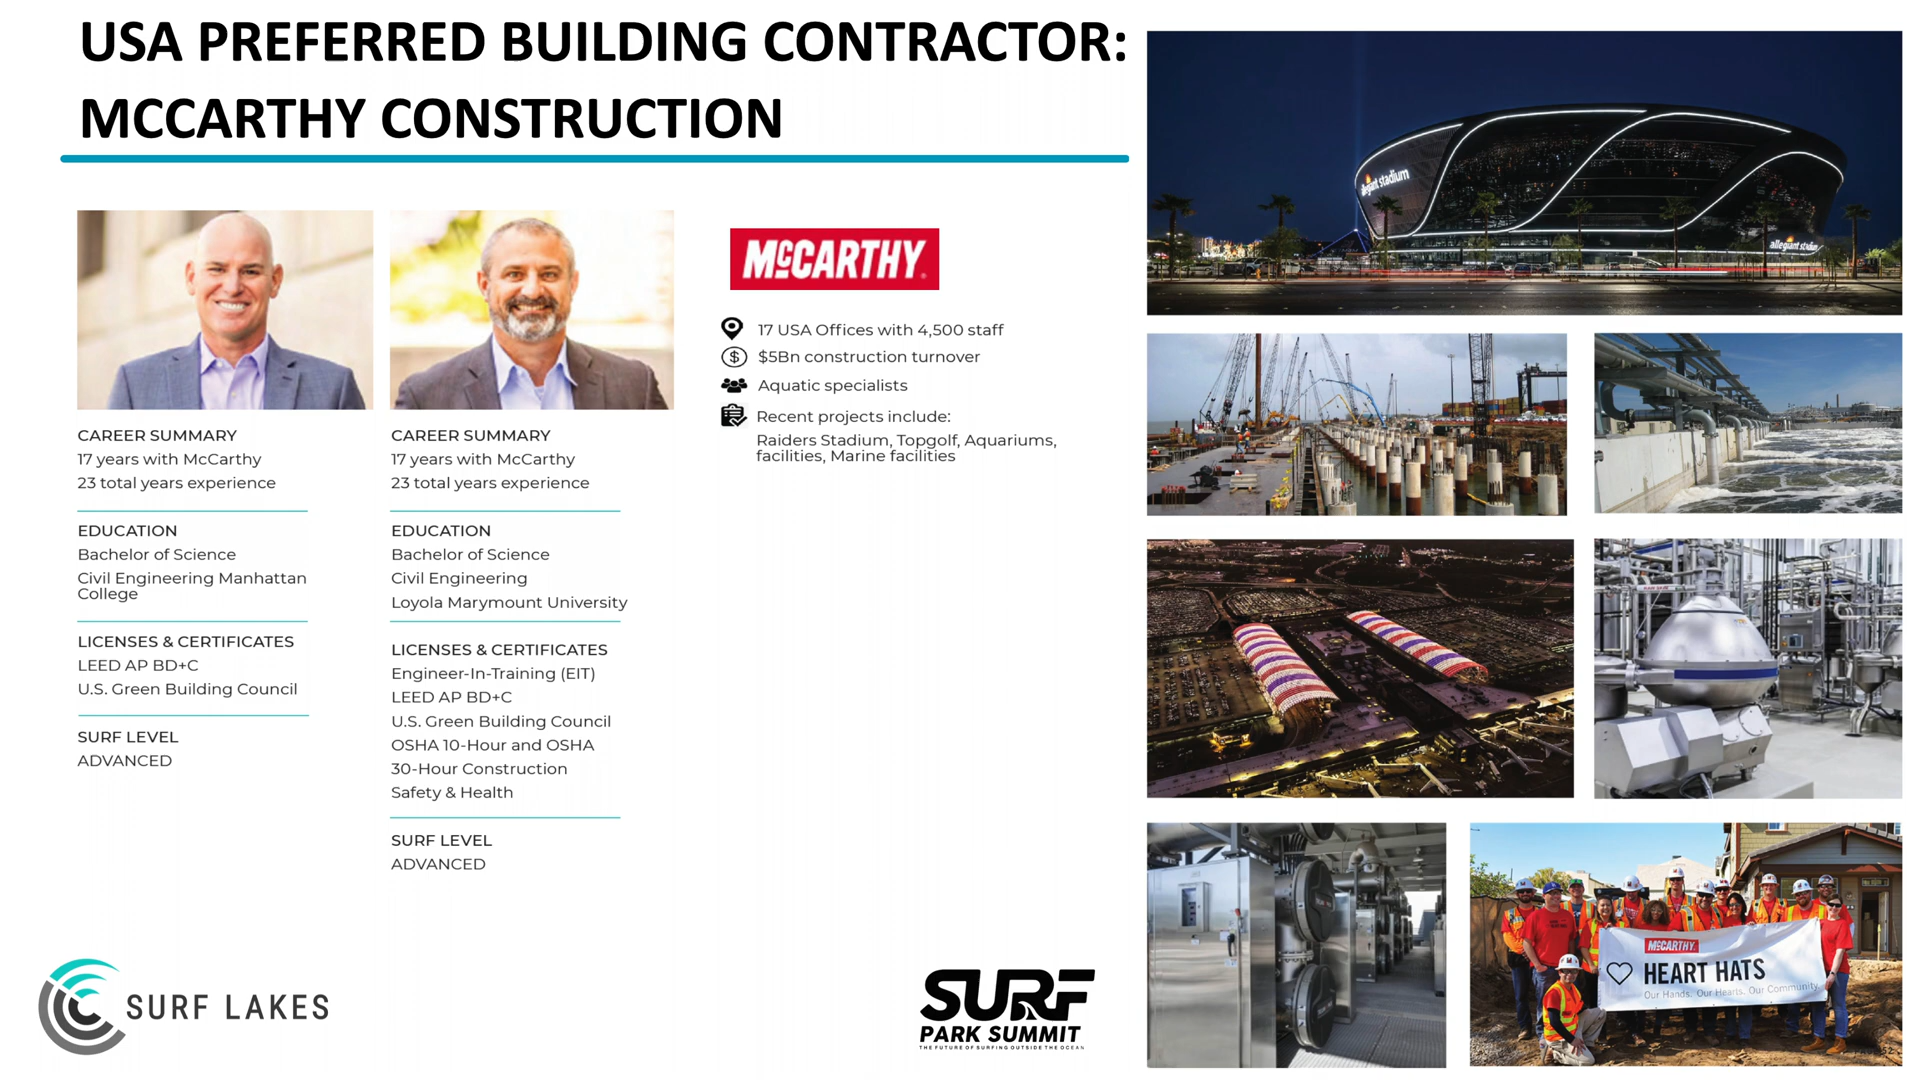 USA PREFERRED BUILDING CONTRACTOR:
MCCARTHY CONSTRUCTION
CAREER SUMMARY
17 years with McCarthy
23 total years experience
EDUCATION
Bachelor of Science
Civil Engineering Manhattan
College
LICENSES & CERTIFICATES
LEED AP BD+C
U.S. Green Building Council
SURF LEVEL
ADVANCED
CAREER SUMMARY
17 years with McCarthy
23 total years experience
EDUCATION
Bachelor of Science
Civil Engineering
Loyola Marymount University
LICENSES & CERTIFICATES
Engineer-In-Training (EIT)
LEED AP BD+C
U.S. Green Building Council
OSHA 10-Hour and OSHA
30-Hour Construction
Safety & Health
SURF LEVEL
ADVANCED
McCARTHY
17 USA Offices with 4,500 staff
$5Bn construction turnover
Aquatic specialists
Recent projects include:
Raiders Stadium, Topgolf, Aquariums,
facilities, Marine facilities
allegiant stadium
allegiant stadium
McCARTHY
HEART HATS
Our Hands. Our Hearts. Our Community
SURF LAKES
SURF
PARK SUMMIT
THE FUTURE OF SURFING OUTSIDE THE OCEAN